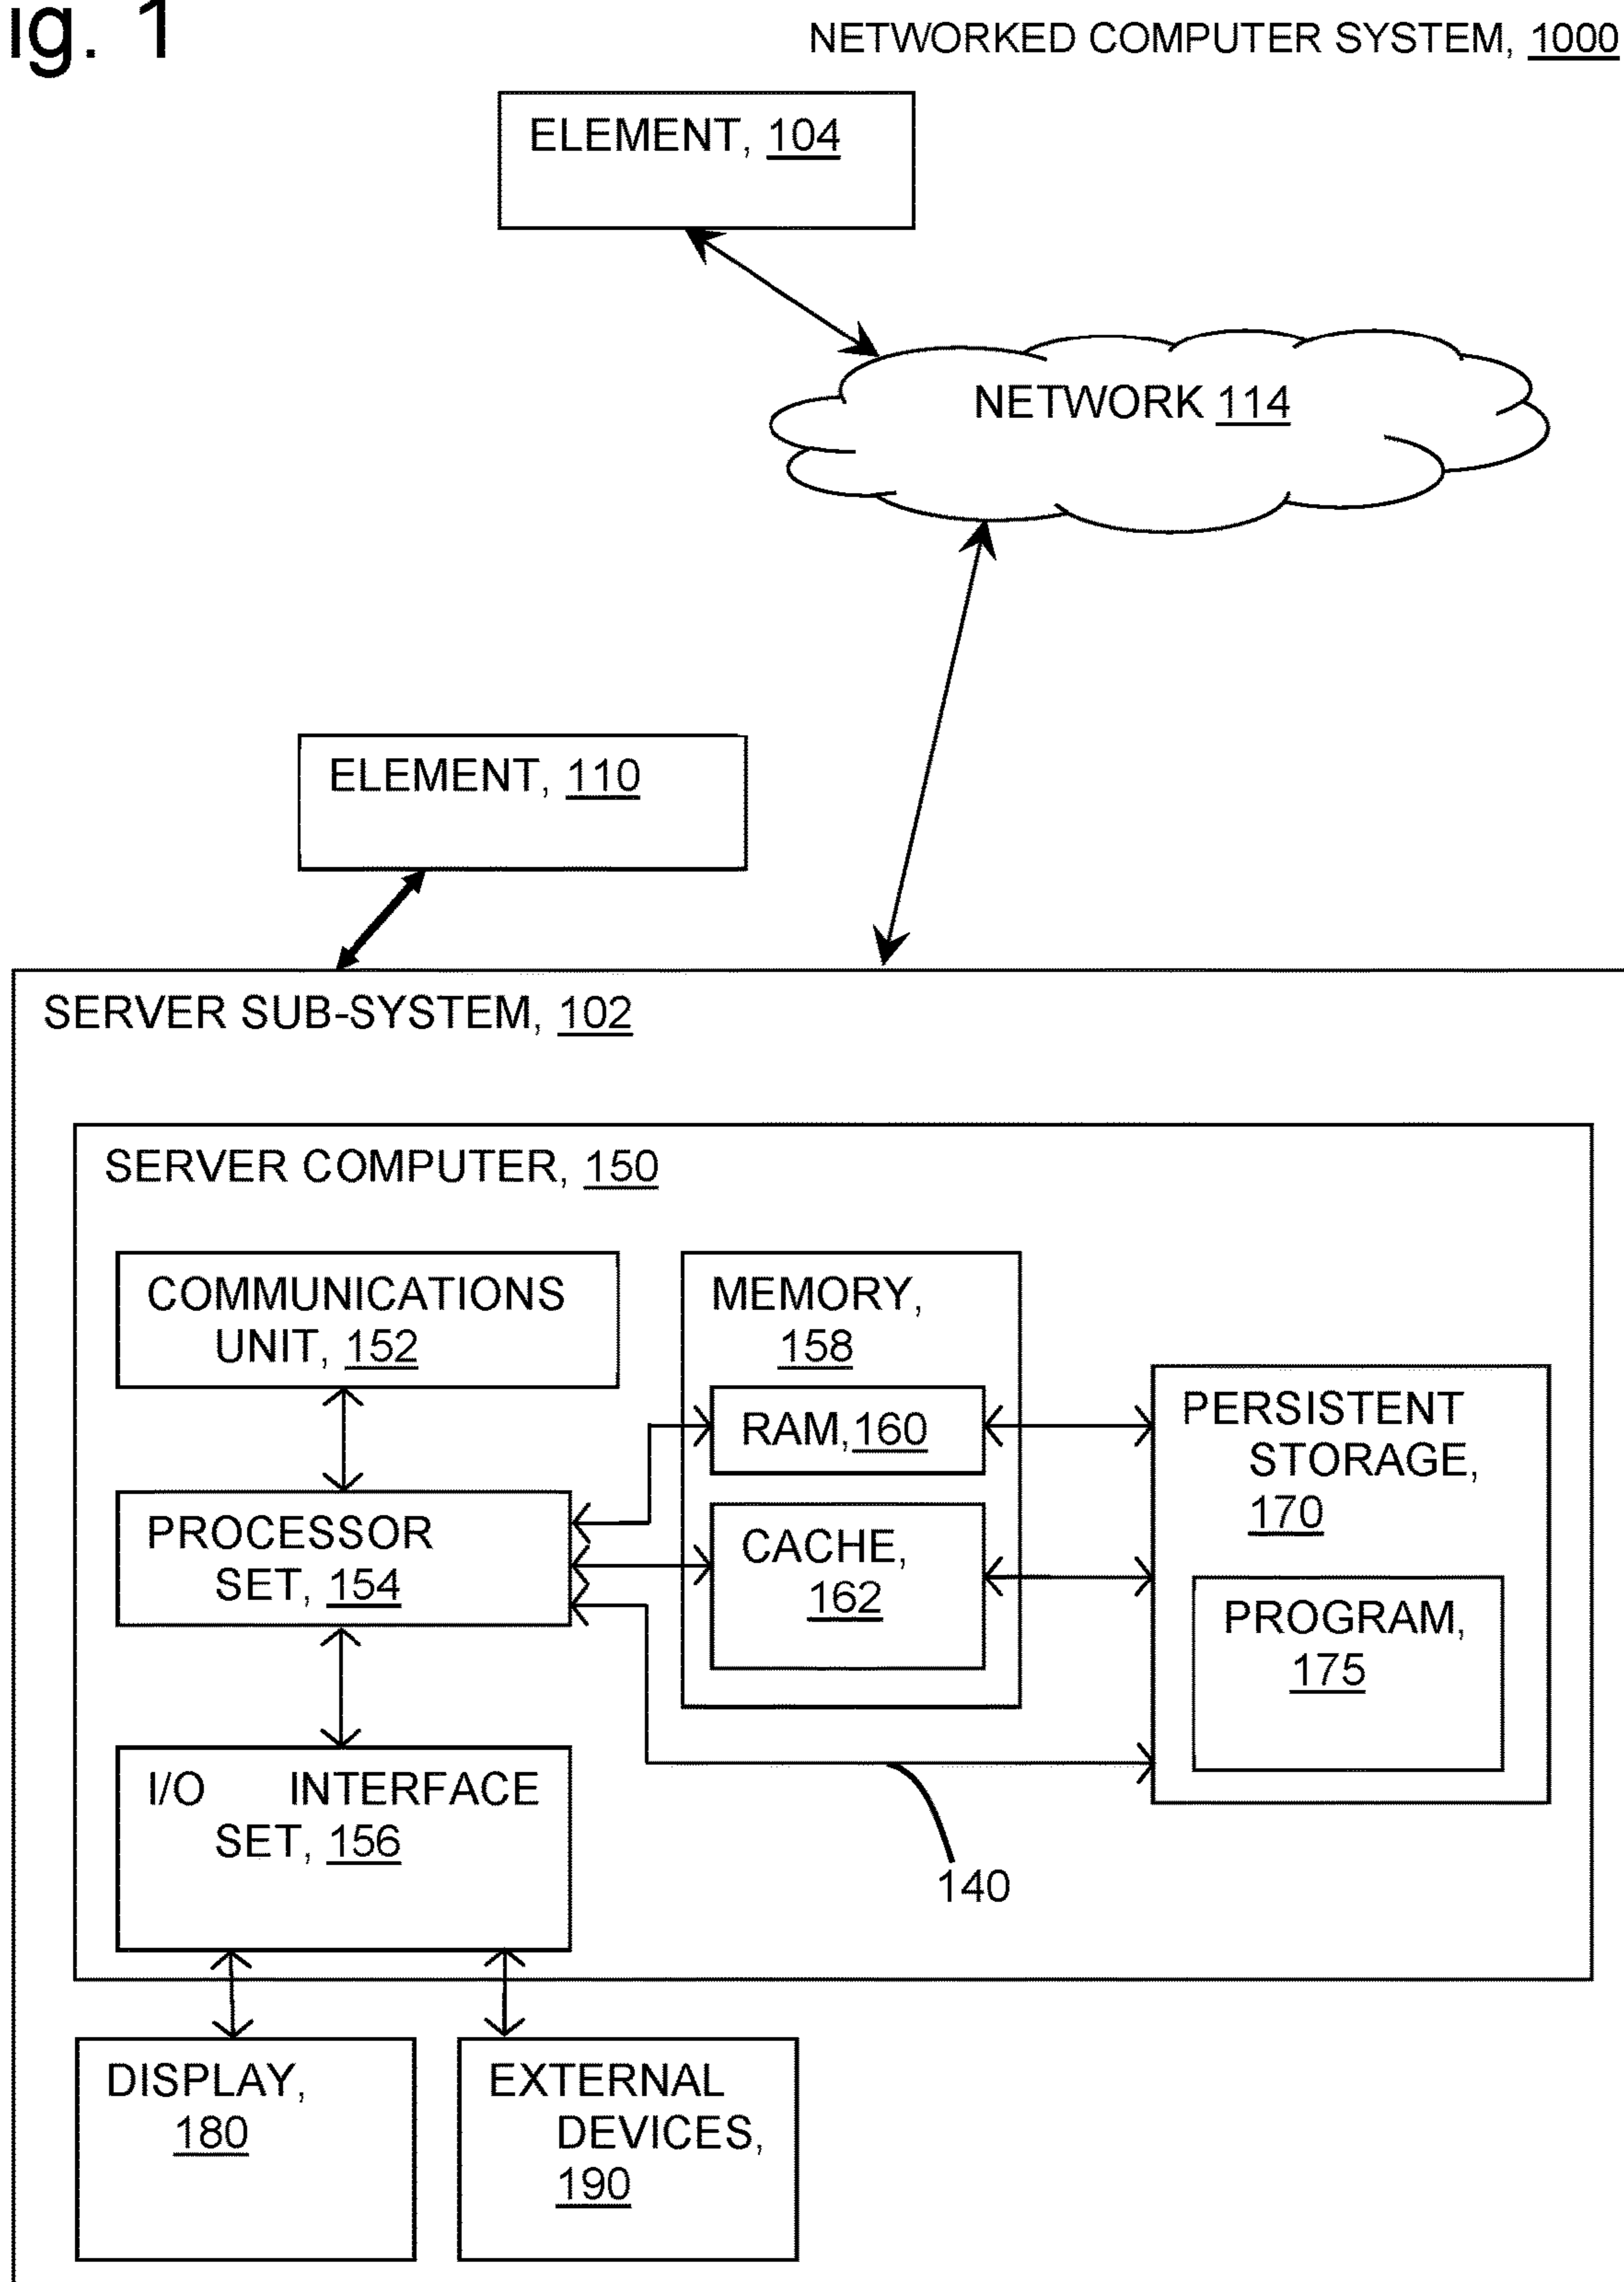 ig. 1
NETWORKED COMPUTER SYSTEM, 1000
ELEMENT, 104
NETWORK 114
ELEMENT, 110
SERVER SUB-SYSTEM, 102
SERVER COMPUTER, 150
COMMUNICATIONS
UNIT, 152
MEMORY,
158
RAM, 160
CACHE,
162
PERSISTENT
STORAGE,
170
PROGRAM,
175
PROCESSOR
SET, 154
I/O INTERFACE
SET, 156
140
DISPLAY,
180
EXTERNAL
DEVICES,
190